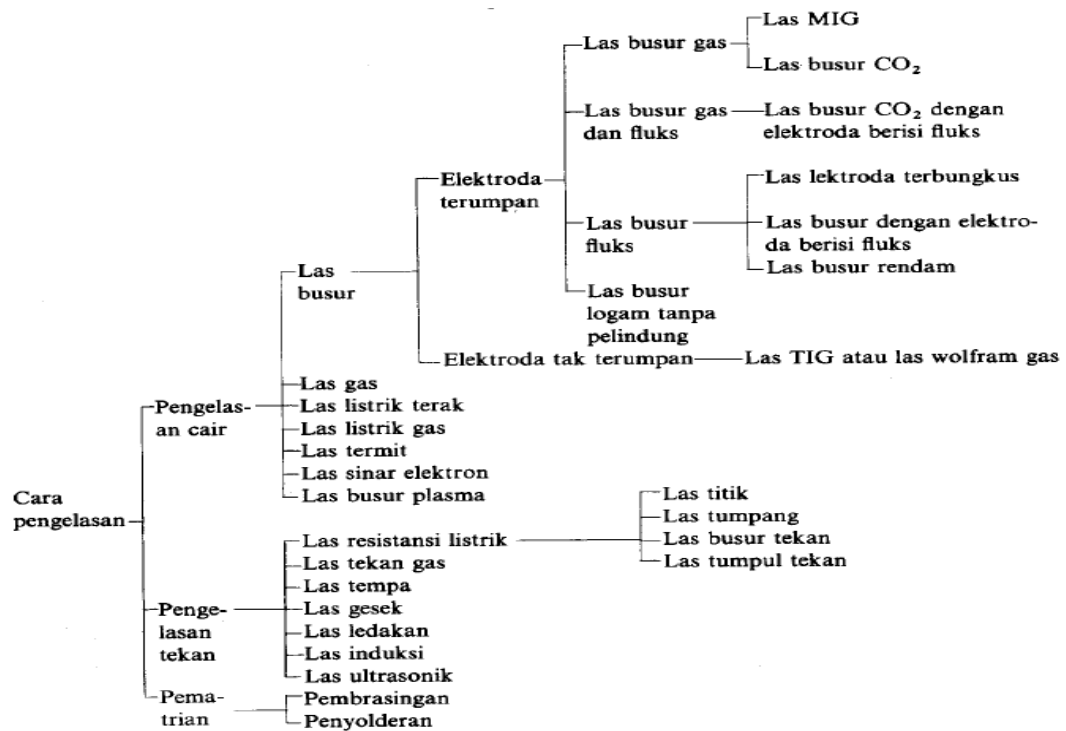 Las MIG
Las busur gas
Las busur CO₂
Las busur gas
dan fluks
Las busur CO₂ dengan
elektroda berisi fluks
Elektroda
terumpan
Las lektroda terbungkus
Las busur
fluks
Las busur dengan elektro-
da berisi fluks
Las busur rendam
Las
busur
Las busur
logam tanpa
pelindung
Elektroda tak terumpan
Las TIG atau las wolfram gas
Pengelas-
an cair
Las gas
Las listrik terak
Las listrik gas
Las termit
Las sinar elektron
Las busur plasma
Cara
pengelasan
Las resistansi listrik
Las titik
Las tumpang
Las busur tekan
Las tumpul tekan
Penge-
lasan
tekan
Las tekan gas
Las tempa
Las gesek
Las ledakan
Las induksi
Las ultrasonik
Pema-
trian
Pembrasingan
Penyolderan